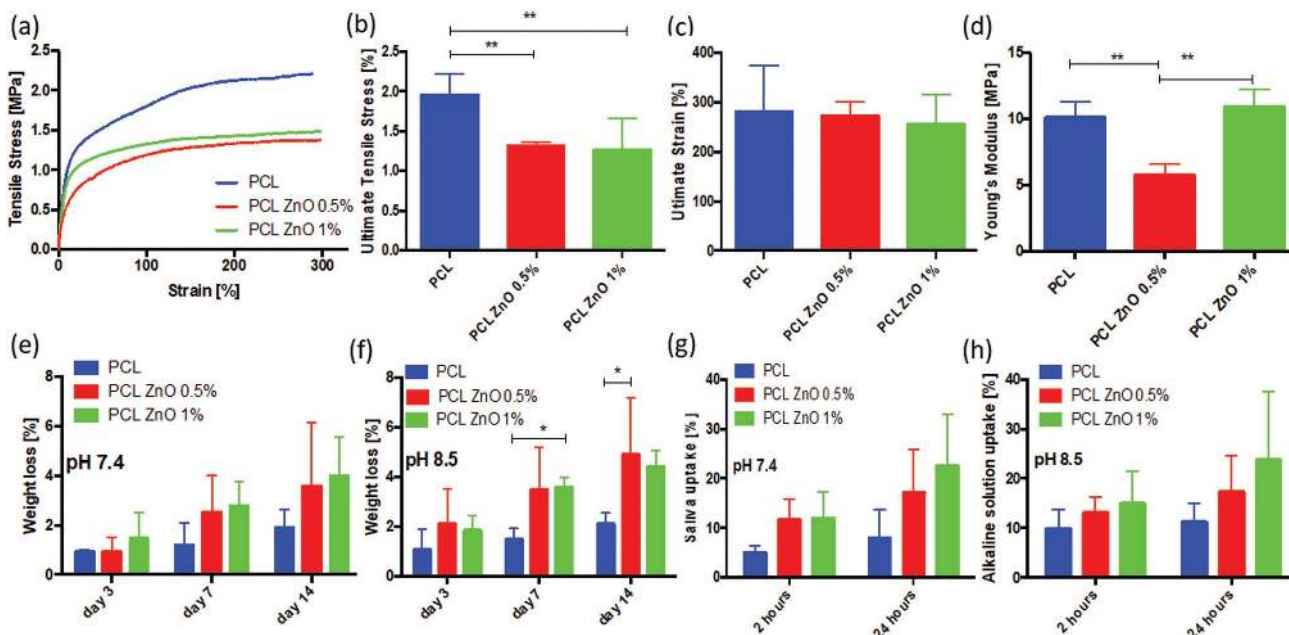 (a)
Tensile Stress [MPa]
2.5
2.0
1.5
1.0
0.5
0.0
PCL
PCL ZnO 0.5%
PCL ZnO 1%
0 100 200 300
Strain [%]
(b)
Ultimate Tensile Stress [%]
2.5
2.0
1.5
1.0
0.5
0.0
**
**
PCL
PCL ZnO 0.5%
PCL ZnO 1%
(c)
Utimate Strain [%]
400
300
200
100
0
PCL
PCL ZnO 0.5%
PCL ZnO 1%
(d)
Young's Modulus [MPa]
15
10
5
0
** **
PCL
PCL ZnO 0.5%
PCL ZnO 1%
(e)
Weight loss [%]
8
6
4
2
0
PCL
PCL ZnO 0.5%
PCL ZnO 1%
pH 7.4
day 3
day 7
day 14
(f)
Weight loss [%]
8
6
4
2
0
PCL
PCL ZnO 0.5%
PCL ZnO 1%
pH 8.5
*
*
day 3
day 7
day 14
(g)
Saliva uptake [%]
40
30
20
10
0
PCL
PCL ZnO 0.5%
PCL ZnO 1%
pH 7.4
2 hours
24 hours
(h)
Alkaline solution uptake [%]
40
30
20
10
0
PCL
PCL ZnO 0.5%
PCL ZnO 1%
pH 8.5
2 hours
24 hours